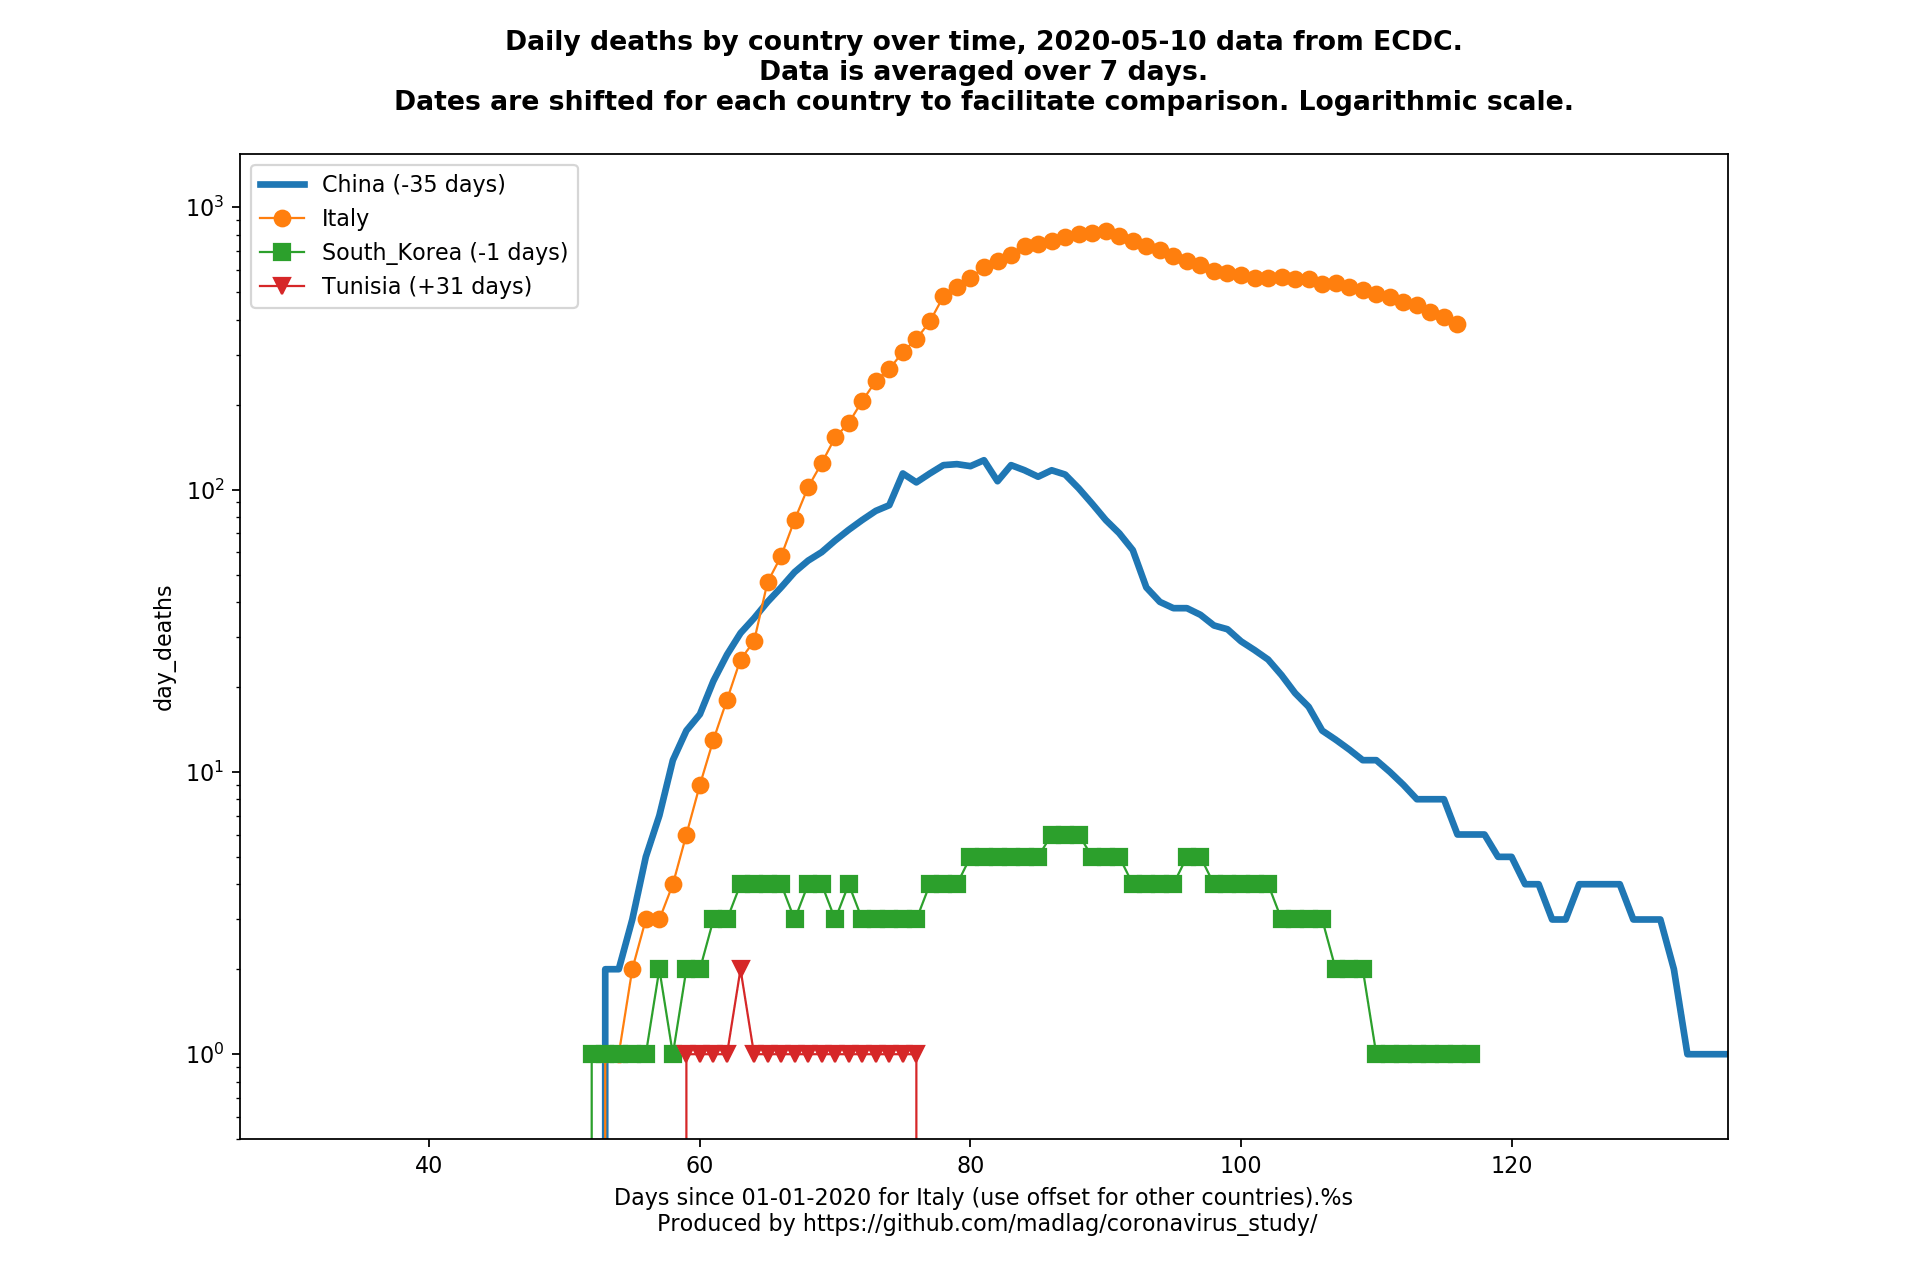 Daily deaths by country over time, 2020-05-10 data from ECDC.
Data is averaged over 7 days.
Dates are shifted for each country to facilitate comparison. Logarithmic scale.
China (-35 days)
Italy
South_Korea (-1 days)
Tunisia (+31 days)
10³
10²
10¹
10⁰
day_deaths
40 60 80 100 120
Days since 01-01-2020 for Italy (use offset for other countries).%s
Produced by https://github.com/madlag/coronavirus_study/